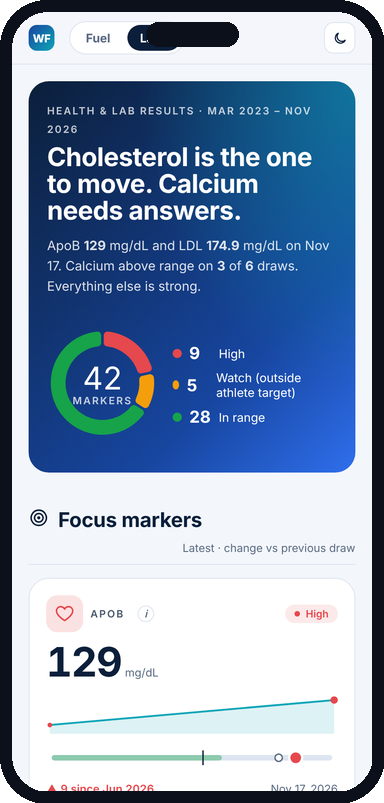 WF
Fuel
HEALTH & LAB RESULTS · MAR 2023 – NOV
2026
Cholesterol is the one
to move. Calcium
needs answers.
ApoB 129 mg/dL and LDL 174.9 mg/dL on Nov
17. Calcium above range on 3 of 6 draws.
Everything else is strong.
42
MARKERS
9 High
5 Watch (outside
athlete target)
28 In range
Focus markers
Latest · change vs previous draw
APOB
i
High
129 mg/dL
▲ 9 since Jun 2026
Nov 17, 2026